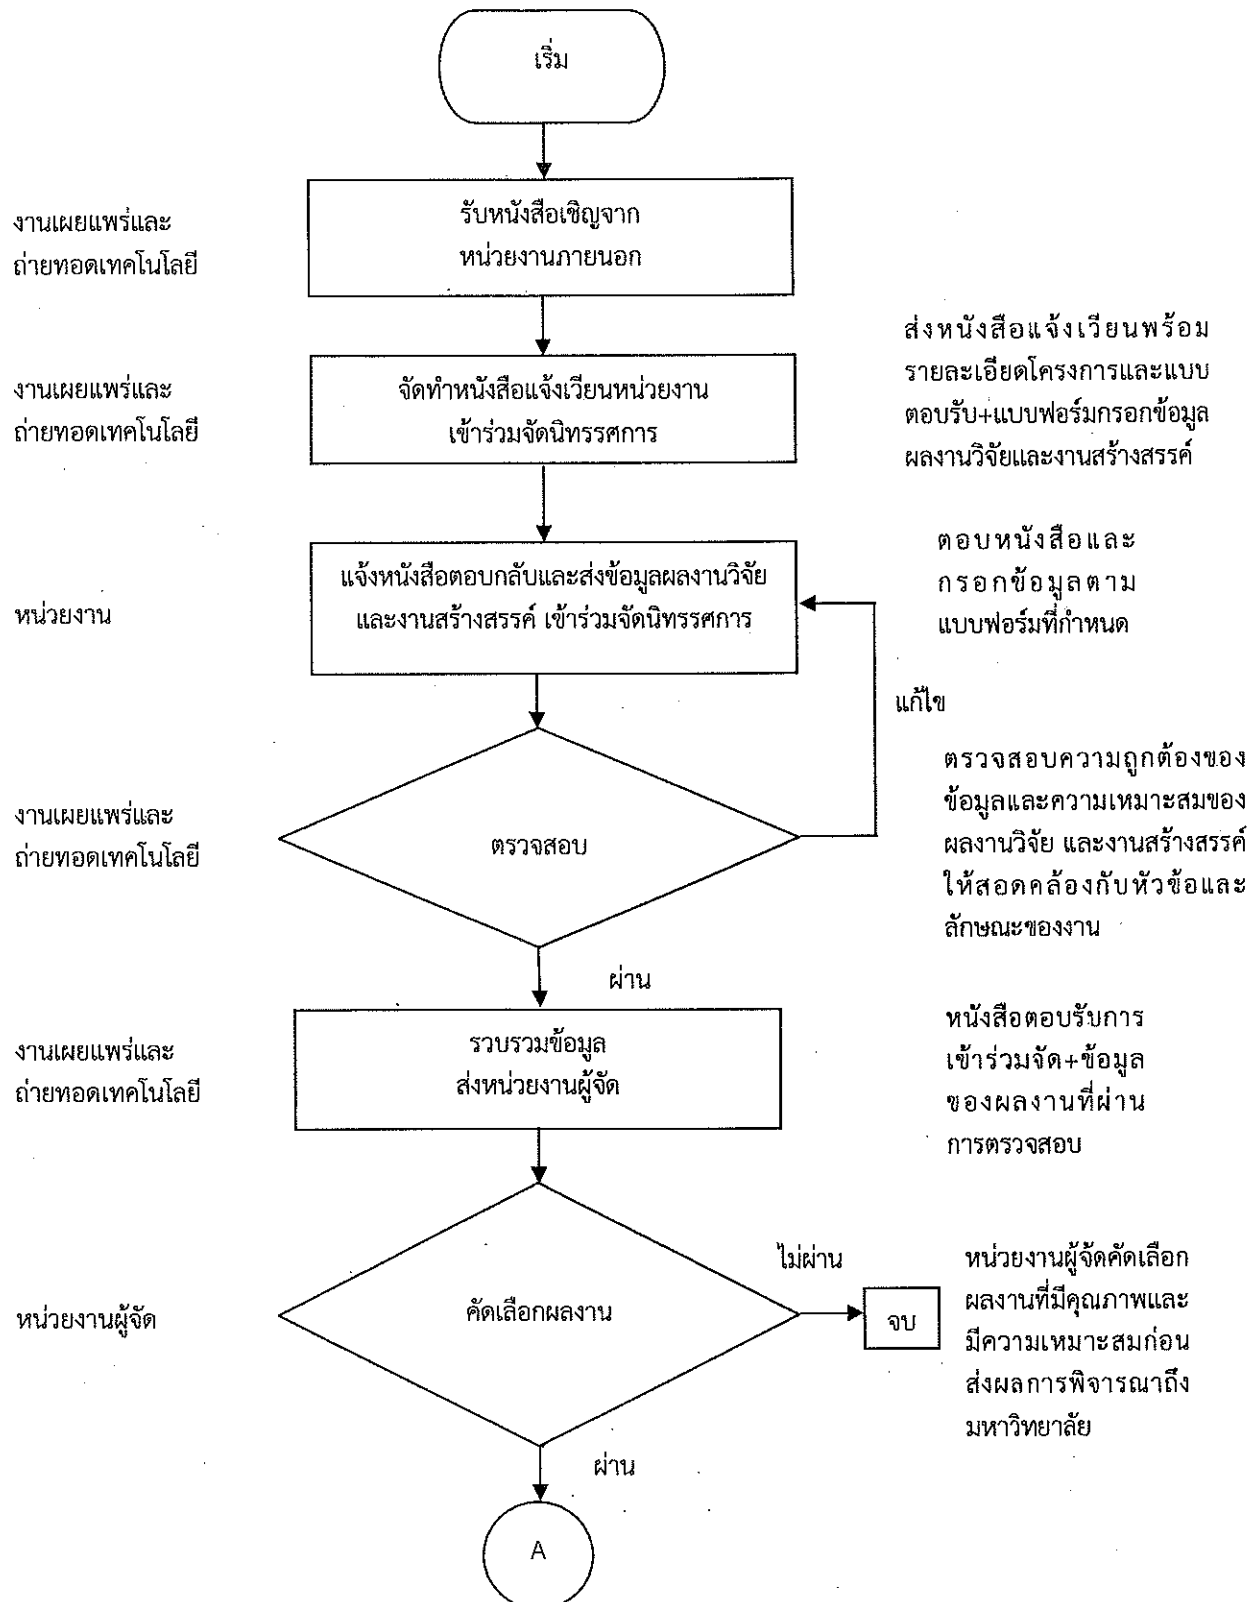 เริ่ม
งานเผยแพร่และ
ถ่ายทอดเทคโนโลยี
รับหนังสือเชิญจาก
หน่วยงานภายนอก
งานเผยแพร่และ
ถ่ายทอดเทคโนโลยี
จัดทำหนังสือแจ้งเวียนหน่วยงาน
เข้าร่วมจัดนิทรรศการ
ส่งหนังสือแจ้งเวียนพร้อม
รายละเอียดโครงการและแบบ
ตอบรับ+แบบฟอร์มกรอกข้อมูล
ผลงานวิจัยและงานสร้างสรรค์
หน่วยงาน
แจ้งหนังสือตอบกลับและส่งข้อมูลผลงานวิจัย
และงานสร้างสรรค์ เข้าร่วมจัดนิทรรศการ
ตอบหนังสือและ
กรอกข้อมูลตาม
แบบฟอร์มที่กำหนด
แก้ไข
งานเผยแพร่และ
ถ่ายทอดเทคโนโลยี
ตรวจสอบ
ตรวจสอบความถูกต้องของ
ข้อมูลและความเหมาะสมของ
ผลงานวิจัย และงานสร้างสรรค์
ให้สอดคล้องกับหัวข้อและ
ลักษณะของงาน
ผ่าน
งานเผยแพร่และ
ถ่ายทอดเทคโนโลยี
รวบรวมข้อมูล
ส่งหน่วยงานผู้จัด
หนังสือตอบรับการ
เข้าร่วมจัด+ข้อมูล
ของผลงานที่ผ่าน
การตรวจสอบ
หน่วยงานผู้จัด
คัดเลือกผลงาน
ไม่ผ่าน
จบ
หน่วยงานผู้จัดคัดเลือก
ผลงานที่มีคุณภาพและ
มีความเหมาะสมก่อน
ส่งผลการพิจารณาถึง
มหาวิทยาลัย
ผ่าน
A